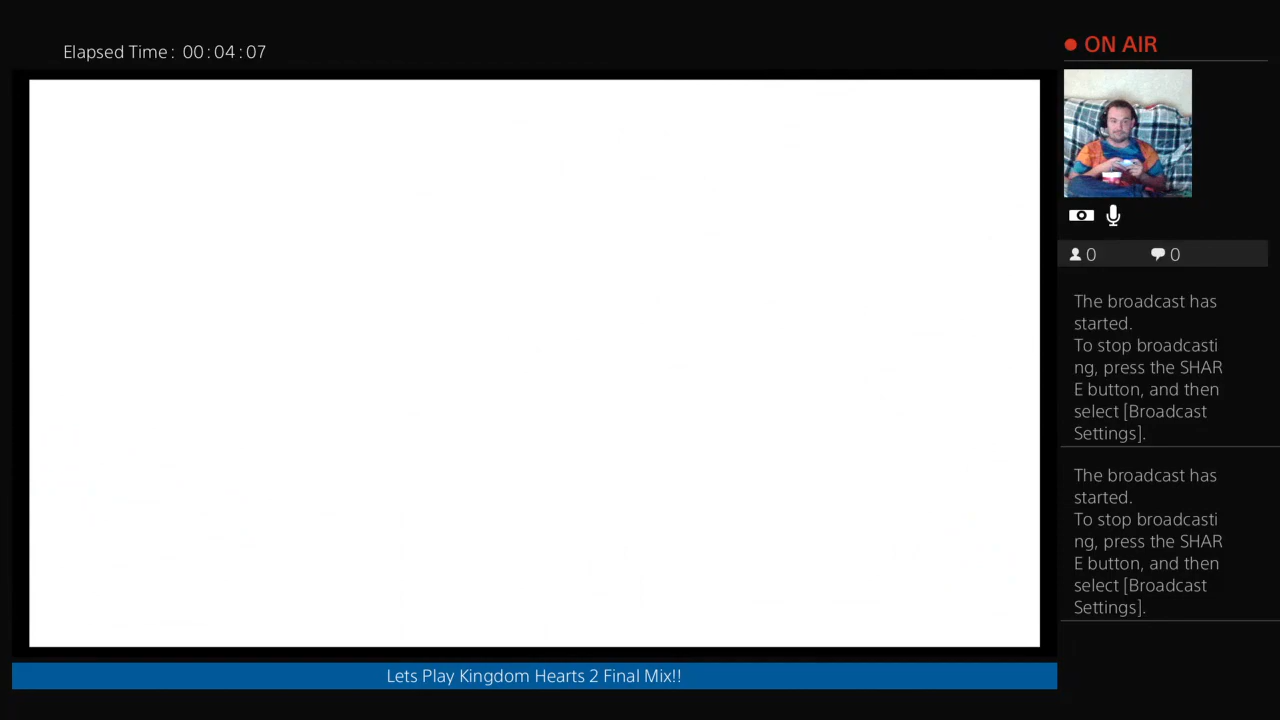 Elapsed Time: 00:04:07
ON AIR
0 0
The broadcast has
started.
To stop broadcasti
ng, press the SHAR
E button, and then
select [Broadcast
Settings].
The broadcast has
started.
To stop broadcasti
ng, press the SHAR
E button, and then
select [Broadcast
Settings].
Lets Play Kingdom Hearts 2 Final Mix!!